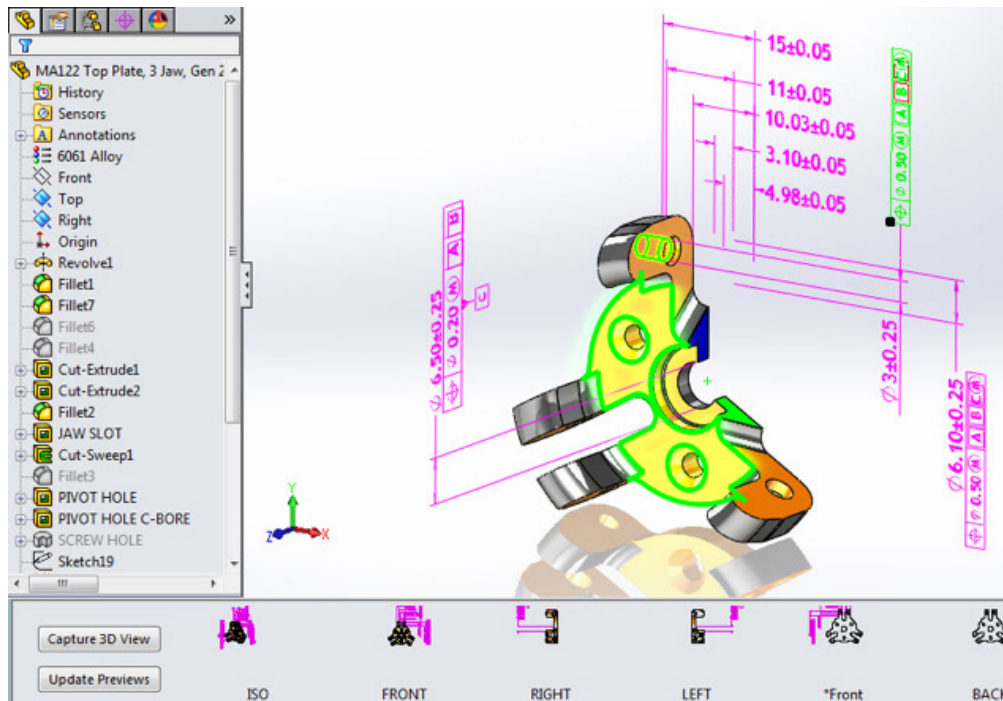 »
MA122 Top Plate, 3 Jaw, Gen 2
History
Sensors
A Annotations
6061 Alloy
Front
Top
Right
Origin
Revolve1
Fillet1
Fillet7
Fillet6
Fillet4
Cut-Extrude1
Cut-Extrude2
Fillet2
JAW SLOT
Cut-Sweep1
Fillet3
PIVOT HOLE
PIVOT HOLE C-BORE
SCREW HOLE
Sketch19
15±0.05
11±0.05
10.03±0.05
3.10±0.05
4.98±0.05
⌖ ⌀ 0.50 Ⓜ A B C Ⓜ
⌀ 6.50±0.25
⌖ ⌀ 0.20 Ⓜ A B
C
⌀3±0.25
⌀6.10±0.25
⌖ ⌀ 0.50 Ⓜ A B C Ⓜ
Y
Z X
Capture 3D View
Update Previews
ISO
FRONT
RIGHT
LEFT
*Front
BACK